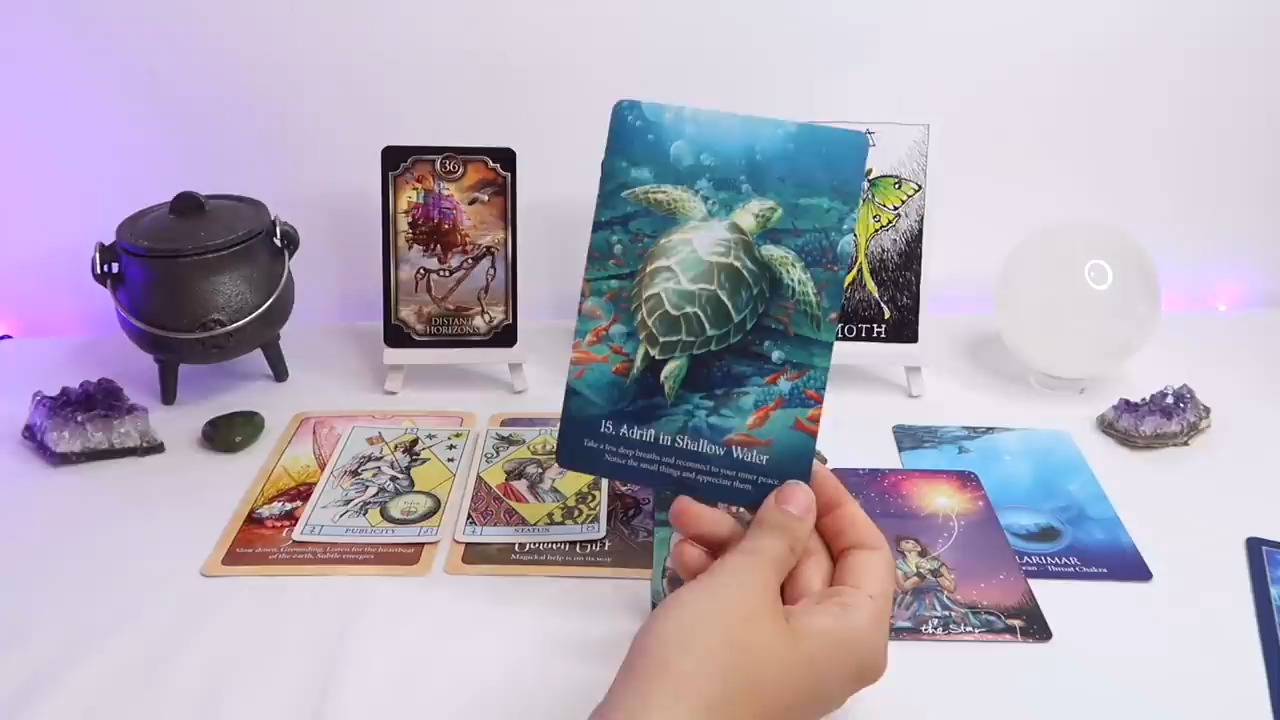 36
DISTANT
HORIZONS
MOTH
15. Adrift in Shallow Water
Take a few deep breaths and reconnect to your inner peace.
Notice the small things and appreciate them.
PUBLICITY
Slow down, Grounding, Listen for the heartbeat
of the earth, Subtle energies
STATUS
Golden Gift
Magickal help is on its way
LARIMAR
Throat Chakra
the Star